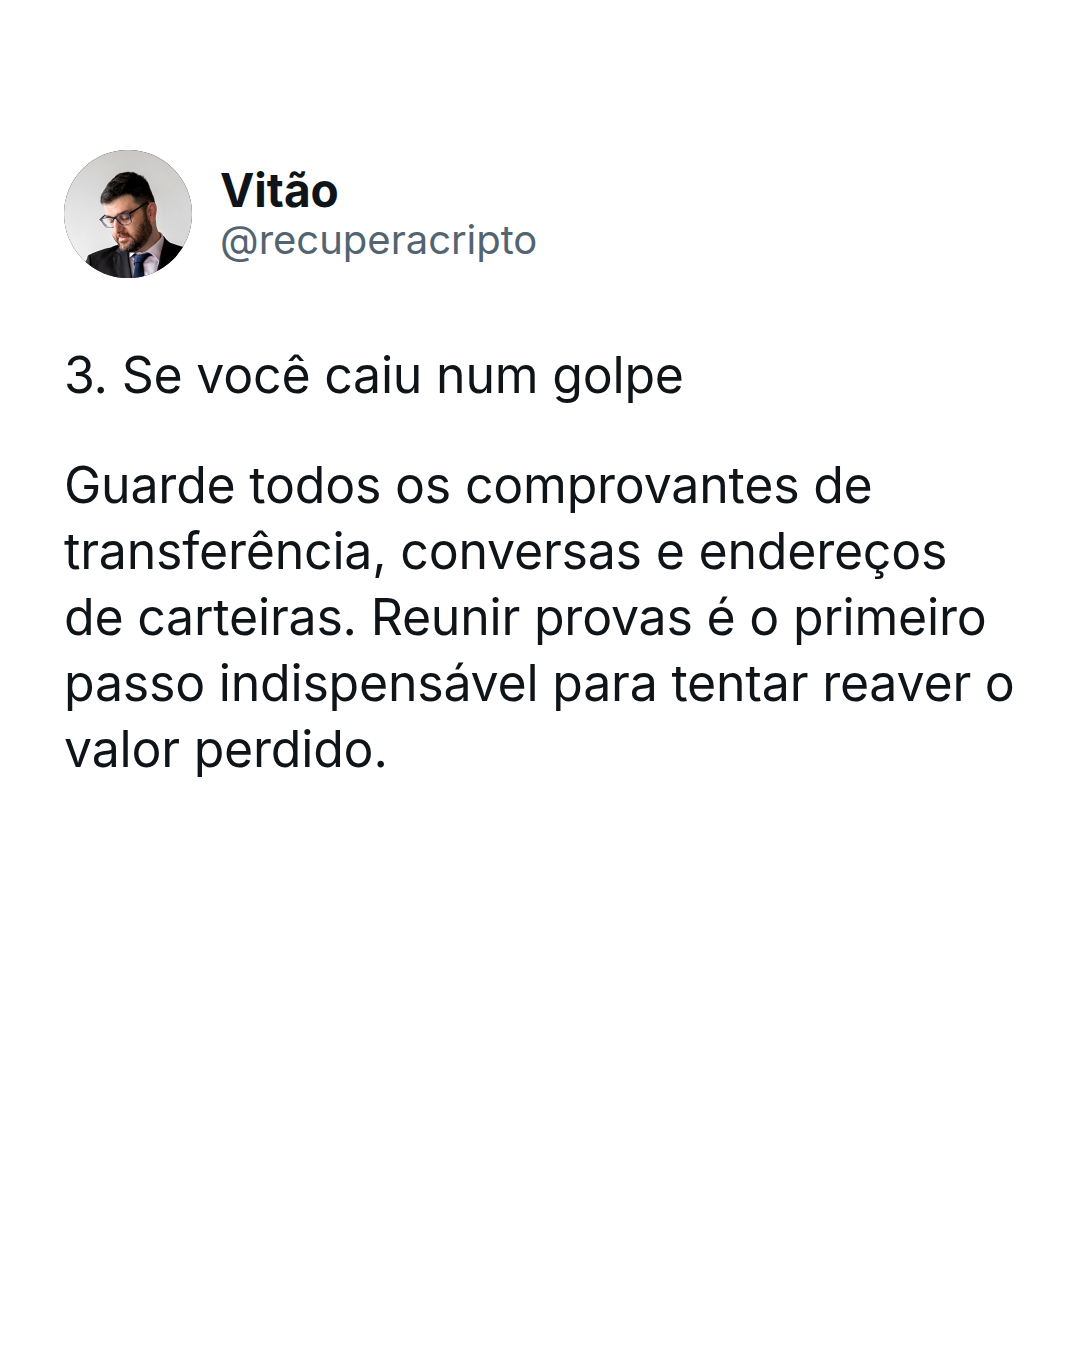 Vitão
@recuperacripto
3. Se você caiu num golpe
Guarde todos os comprovantes de
transferência, conversas e endereços
de carteiras. Reunir provas é o primeiro
passo indispensável para tentar reaver o
valor perdido.